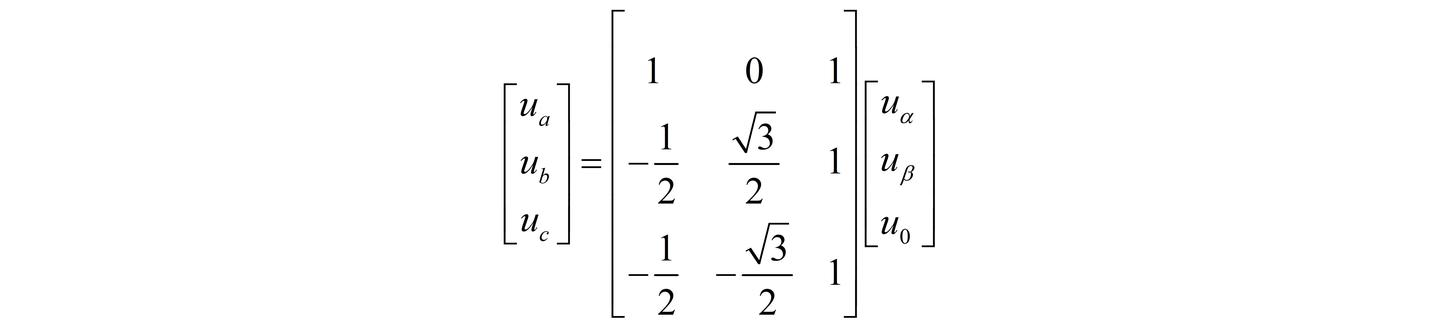 \begin{bmatrix} u_a \\ u_b \\ u_c \end{bmatrix} = \begin{bmatrix} 1 & 0 & 1 \\ -\frac{1}{2} & \frac{\sqrt{3}}{2} & 1 \\ -\frac{1}{2} & -\frac{\sqrt{3}}{2} & 1 \end{bmatrix} \begin{bmatrix} u_\alpha \\ u_\beta \\ u_0 \end{bmatrix}